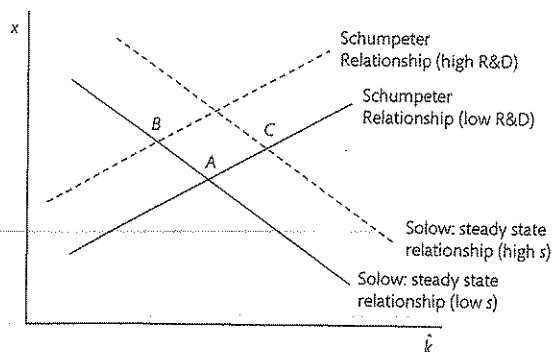 x
Schumpeter
Relationship (high R&D)
Schumpeter
Relationship (low R&D)
B
C
A
Solow: steady state
relationship (high s)
Solow: steady state
relationship (low s)
k̂